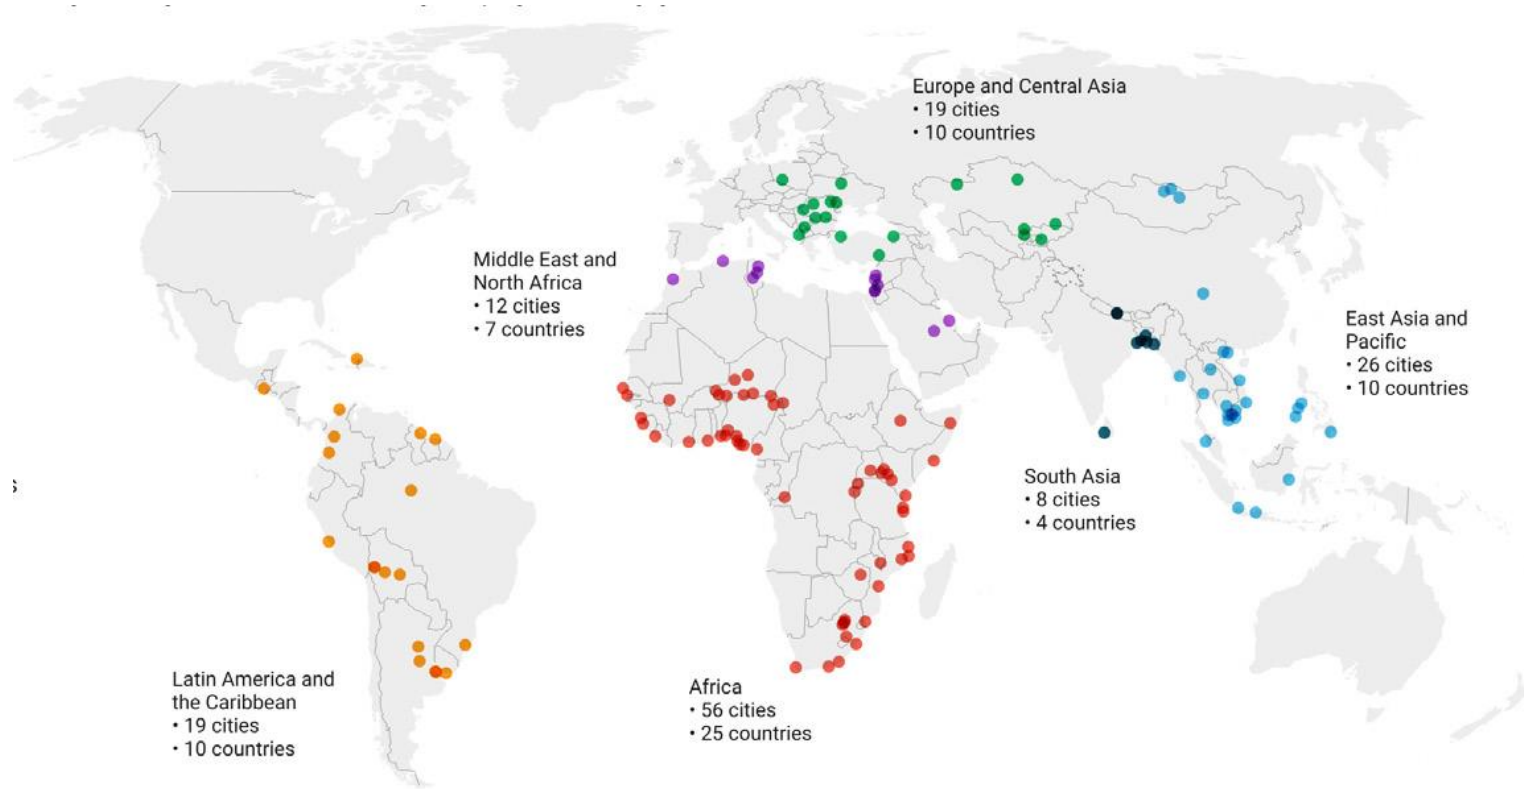 Europe and Central Asia
• 19 cities
• 10 countries
Middle East and
North Africa
• 12 cities
• 7 countries
East Asia and
Pacific
• 26 cities
• 10 countries
South Asia
• 8 cities
• 4 countries
s
Latin America and
the Caribbean
• 19 cities
• 10 countries
Africa
• 56 cities
• 25 countries